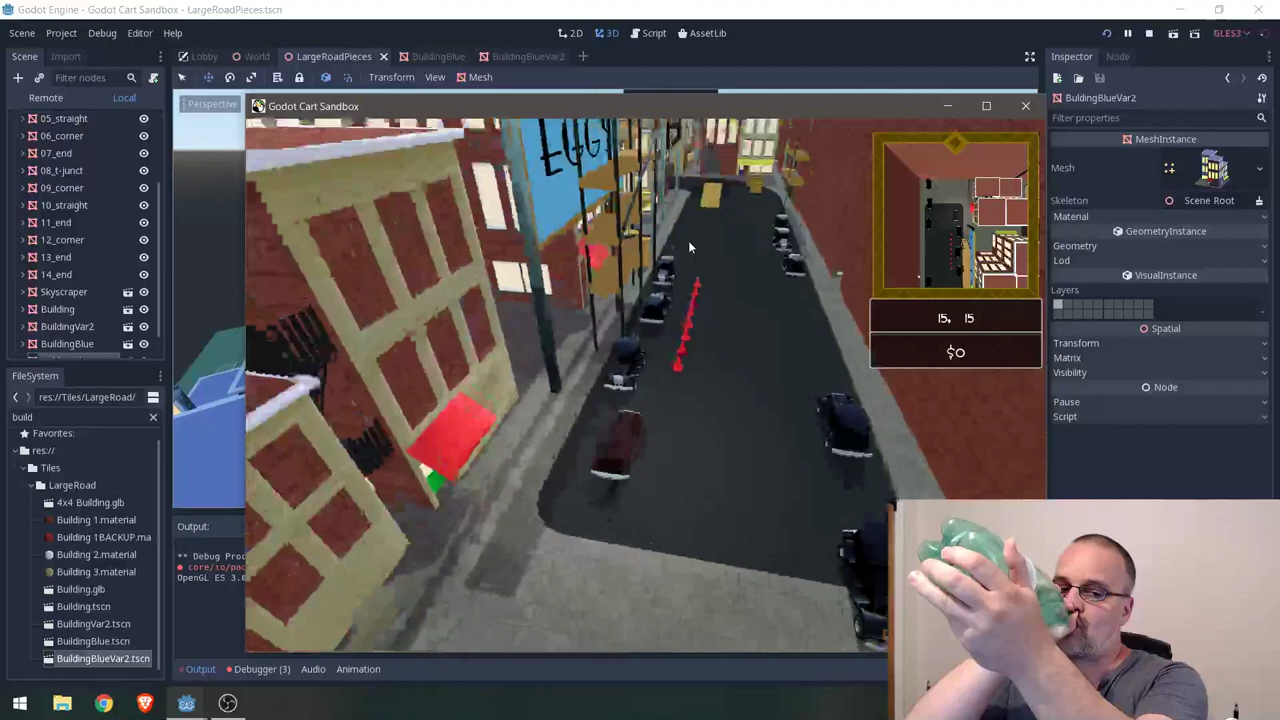 Godot Engine - Godot Cart Sandbox - LargeRoadPieces.tscn
Scene Project Debug Editor Help
2D 3D Script AssetLib
GLES3
Scene Import
Lobby World LargeRoadPieces BuildingBlue BuildingVar2
Inspector Node
Filter nodes
Transform View Mesh
Remote Local
Perspective
Godot Cart Sandbox
BuldingBlueVar2
Filter properties
05_straight
06_corner
07_end
08_t-junct
09_corner
10_straight
11_end
12_corner
13_end
14_end
Skyscraper
Building
BuildingVar2
BuildingBlue
EGGS
15, 15
$0
MeshInstance
Mesh
Skeleton Scene Root
Material
GeometryInstance
Geometry
Lod
VisualInstance
Layers
Spatial
Transform
Matrix
Visibility
Node
Pause
Script
FileSystem
res://Tiles/LargeRoad/
build
Favorites:
res://
Tiles
LargeRoad
4x4 Building.glb
Building 1.material
Building 1BACKUP.ma
Building 2.material
Building 3.material
Building.glb
Building.tscn
BuildingVar2.tscn
BuildingBlue.tscn
BuildingBlueVar2.tscn
Output:
** Debug Proc
core/io/pac
OpenGL ES 3.0
Output Debugger (3) Audio Animation